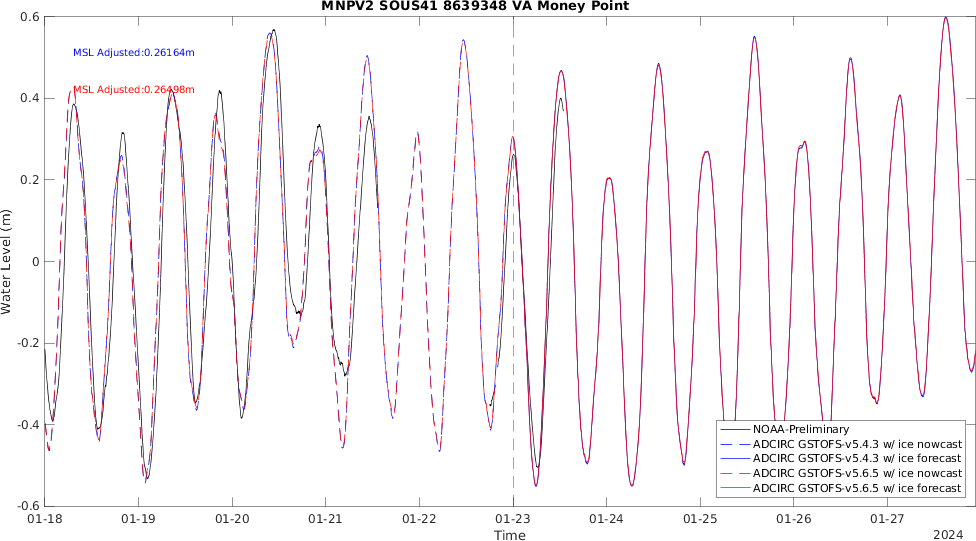 MNPV2 SOUS41 8639348 VA Money Point
Water Level (m)
0.6
0.4
0.2
0
-0.2
-0.4
-0.6
MSL Adjusted:0.26164m
MSL Adjusted:0.26498m
NOAA-Preliminary
ADCIRC GSTOFS-v5.4.3 w/ ice nowcast
ADCIRC GSTOFS-v5.4.3 w/ ice forecast
ADCIRC GSTOFS-v5.6.5 w/ ice nowcast
ADCIRC GSTOFS-v5.6.5 w/ ice forecast
01-18 01-19 01-20 01-21 01-22 01-23 01-24 01-25 01-26 01-27
Time
2024